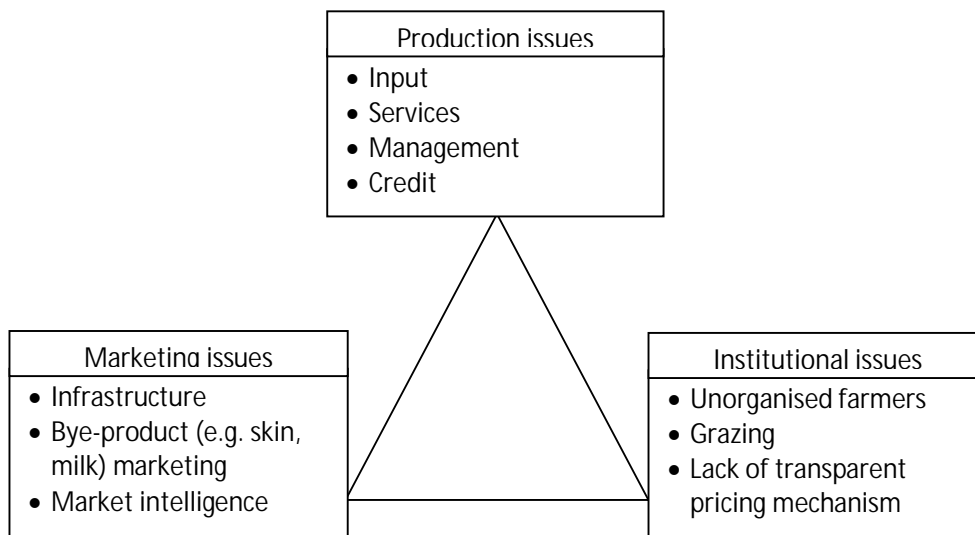 Production issues
• Input
• Services
• Management
• Credit
Marketing issues
• Infrastructure
• Bye-product (e.g. skin,
milk) marketing
• Market intelligence
Institutional issues
• Unorganised farmers
• Grazing
• Lack of transparent
pricing mechanism